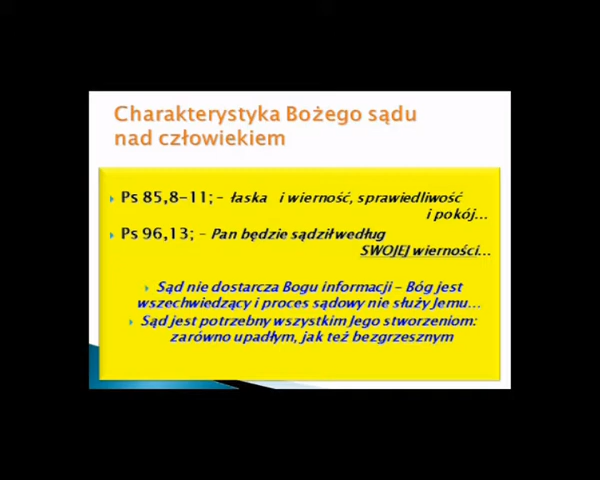 Charakterystyka Bożego sądu
nad człowiekiem
Ps 85,8-11; - łaska i wierność, sprawiedliwość
i pokój...
Ps 96,13; - Pan będzie sądził według
SWOJEJ wierności...
Sąd nie dostarcza Bogu informacji - Bóg jest
wszechwiedzący i proces sądowy nie służy Jemu...
Sąd jest potrzebny wszystkim Jego stworzeniom:
zarówno upadłym, jak też bezgrzesznym